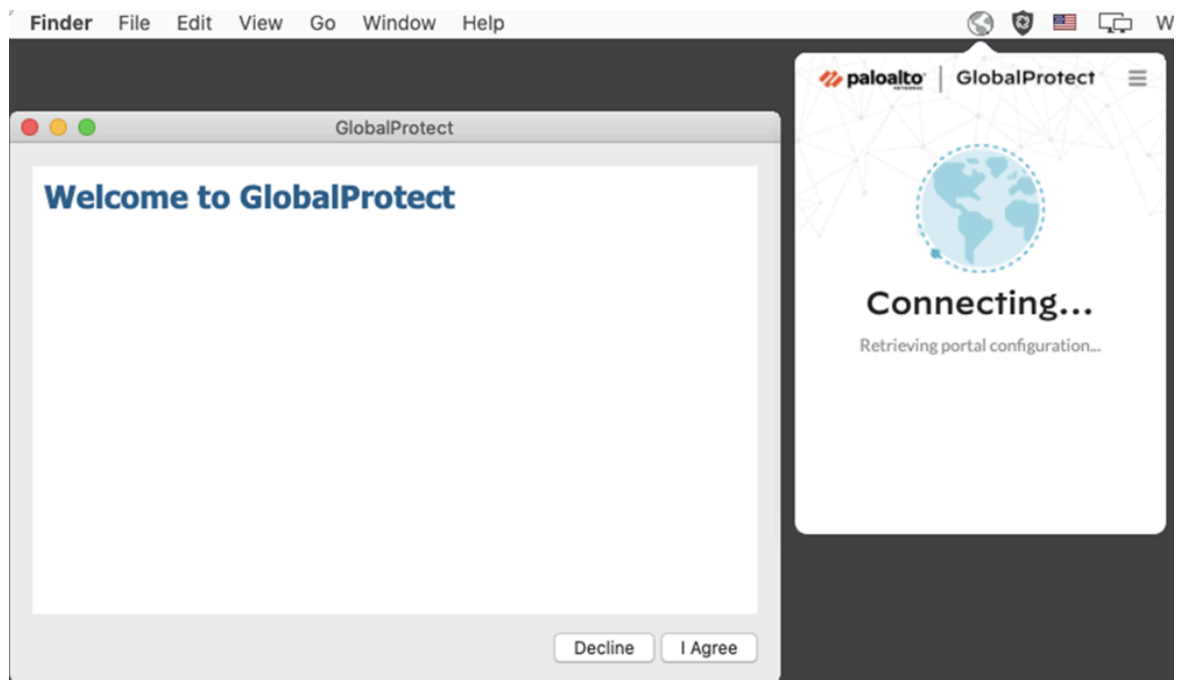 Finder File Edit View Go Window Help
GlobalProtect
Welcome to GlobalProtect
Decline I Agree
paloalto | GlobalProtect
NETWORKS
Connecting...
Retrieving portal configuration...